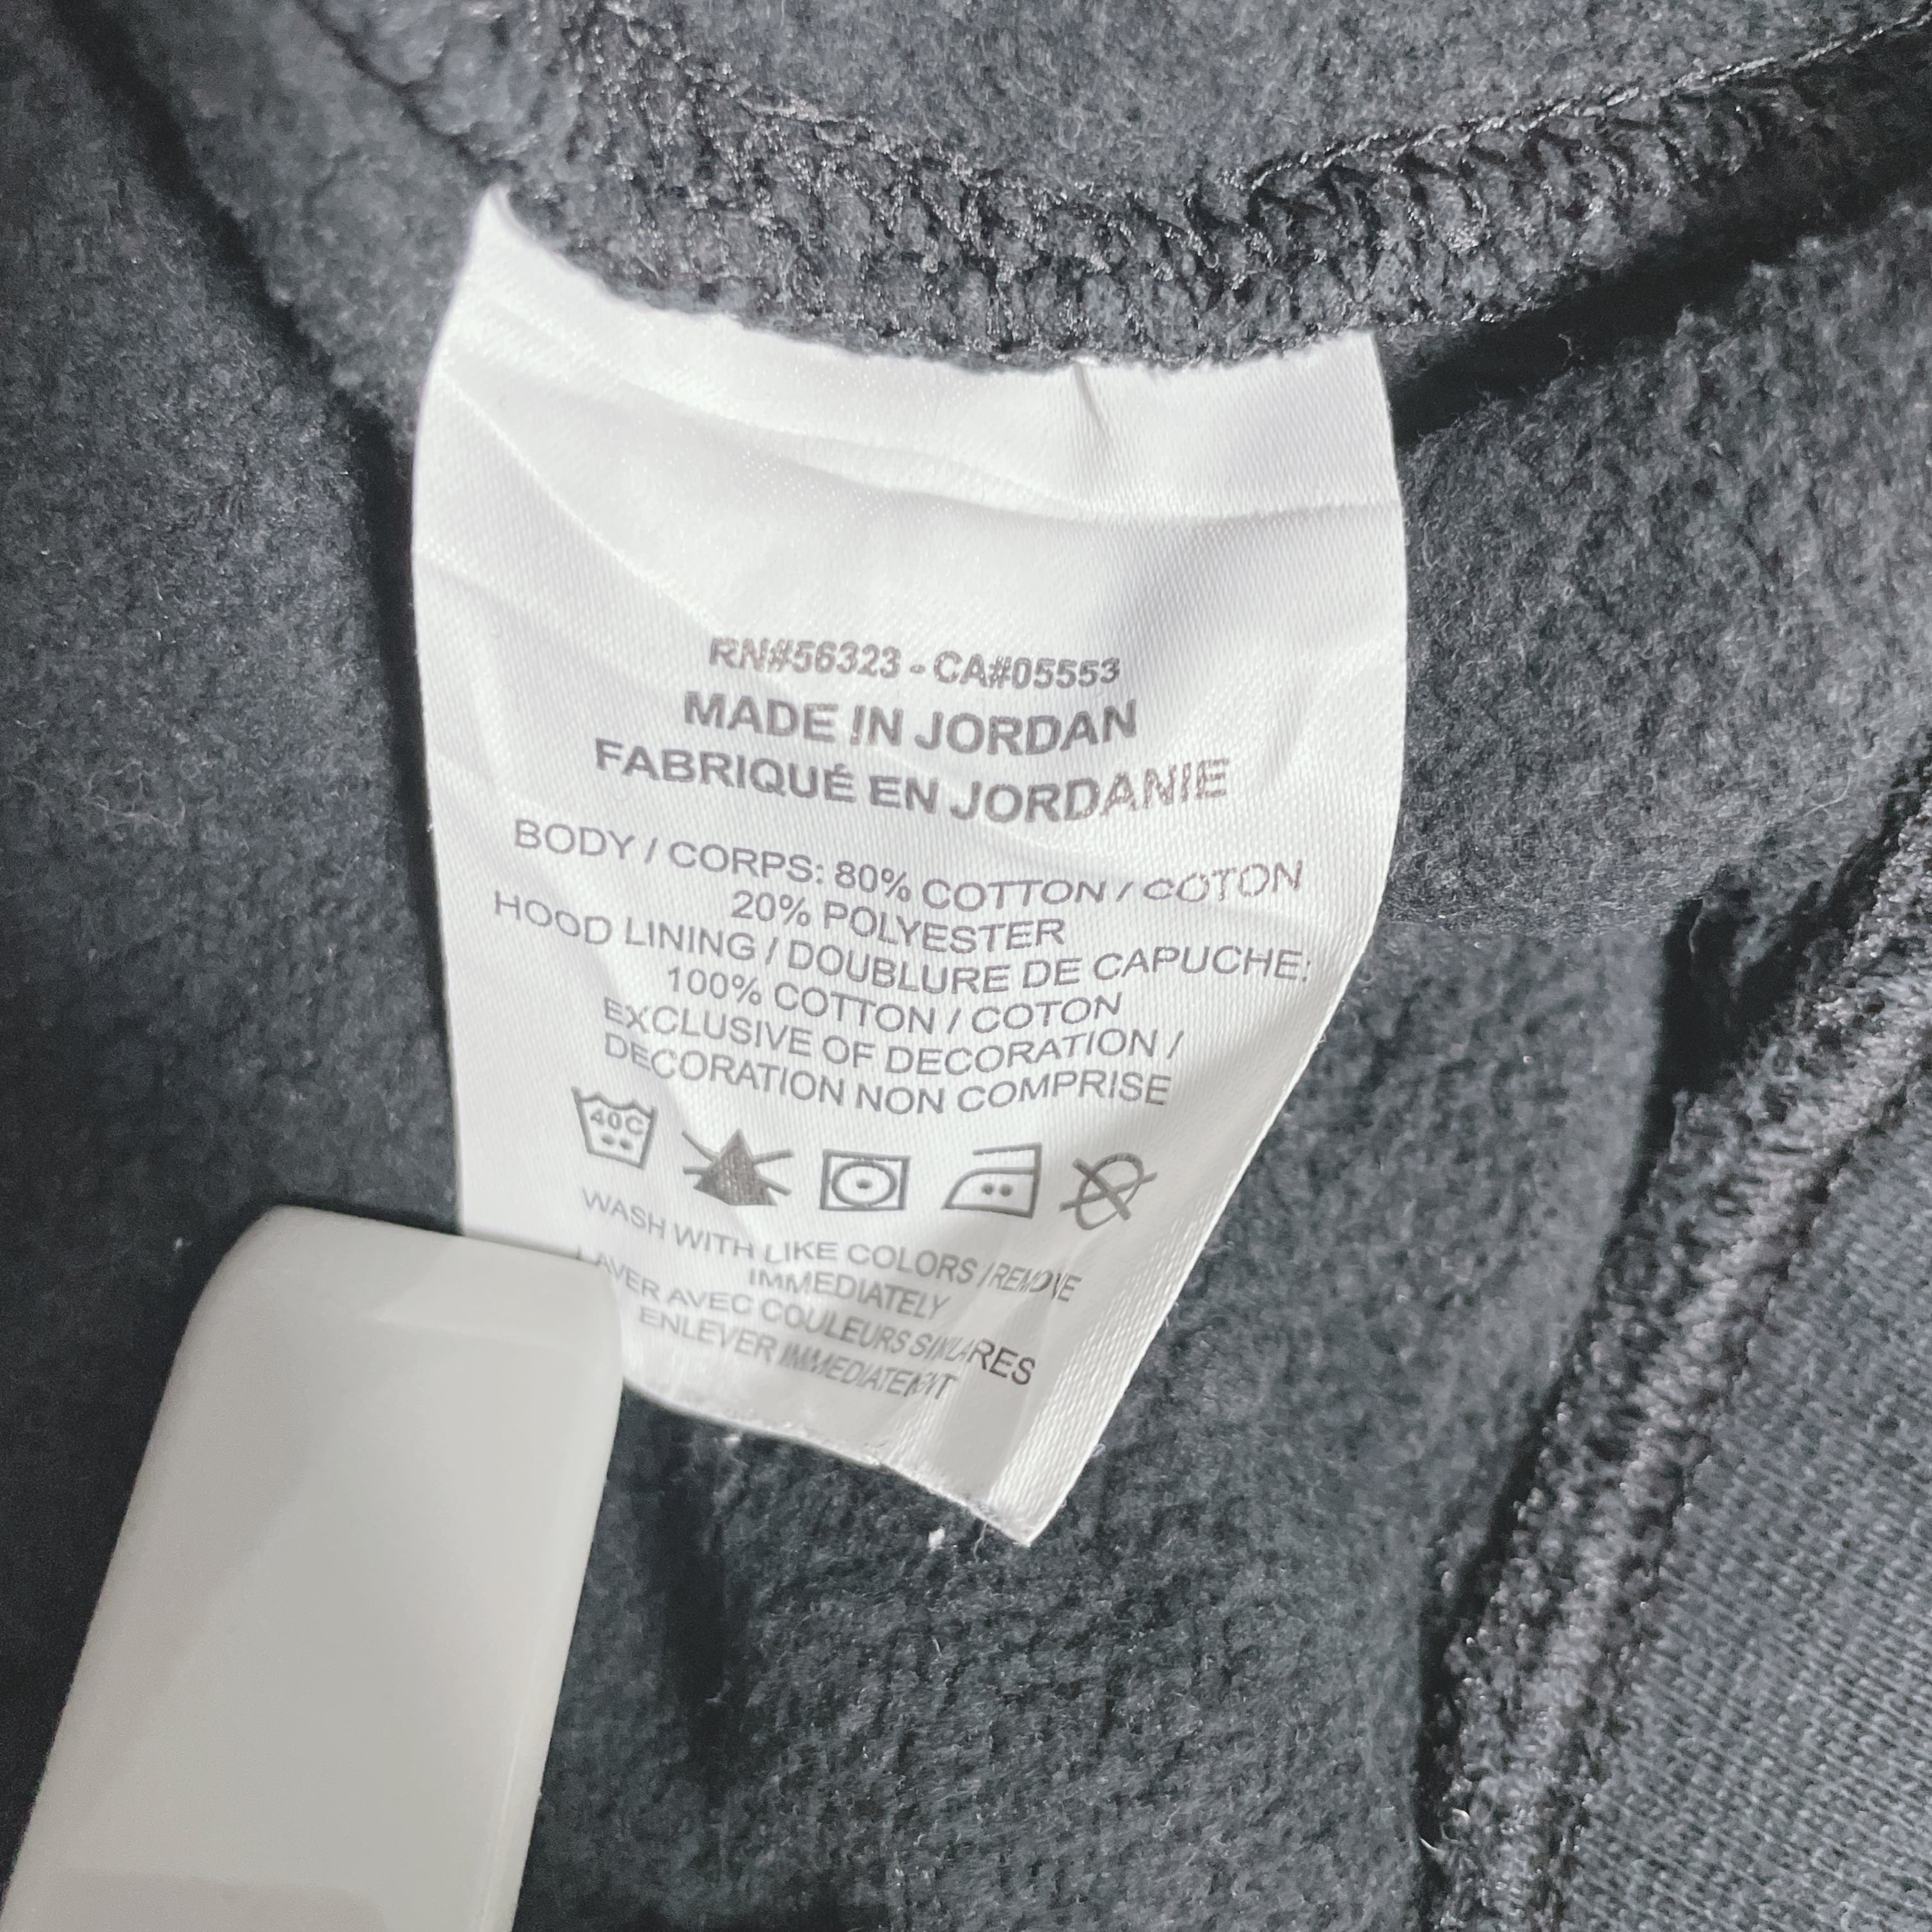 RN#56323 - CA#05553
MADE IN JORDAN
FABRIQUÉ EN JORDANIE
BODY / CORPS: 80% COTTON / COTON
20% POLYESTER
HOOD LINING / DOUBLURE DE CAPUCHE:
100% COTTON / COTON
EXCLUSIVE OF DECORATION /
DECORATION NON COMPRISE
40C
WASH WITH LIKE COLORS / REMOVE
IMMEDIATELY
LAVER AVEC COULEURS SIMILARES
ENLEVER IMMEDIATEMENT